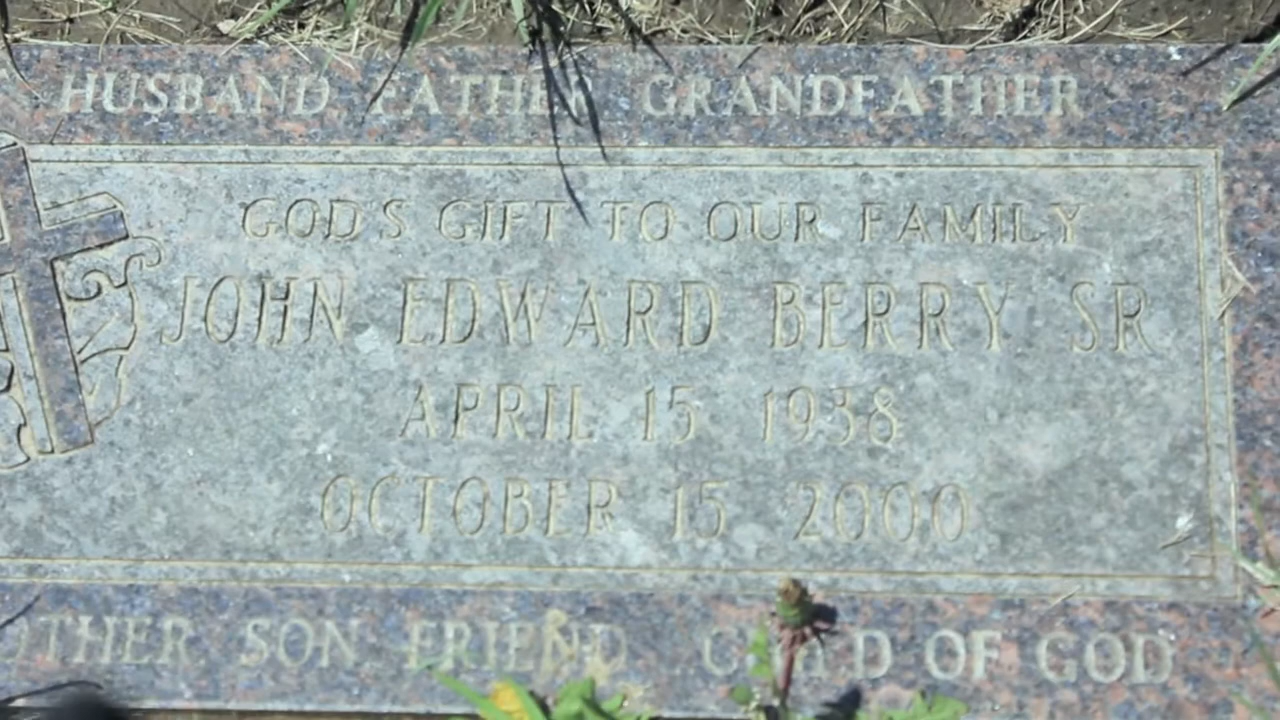 HUSBAND FATHER GRANDFATHER
GOD'S GIFT TO OUR FAMILY
JOHN EDWARD BERRY SR
APRIL 15 1938
OCTOBER 15 2000
OTHER SON FRIEND CHILD OF GOD